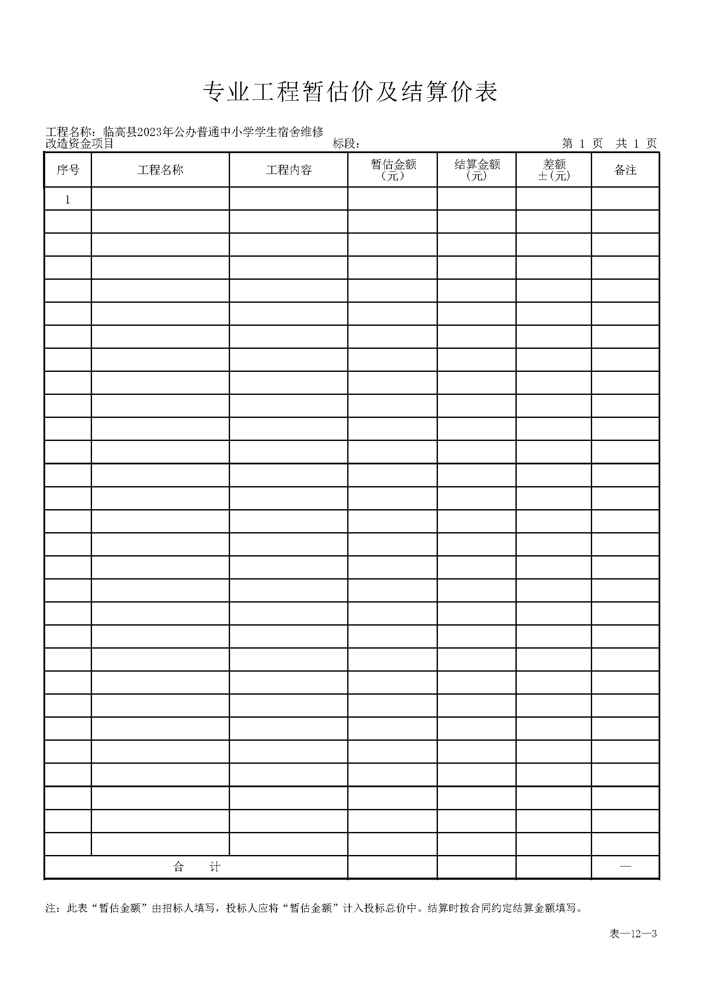 专业工程暂估价及结算价表
工程名称：临高县2023年公办普通中小学学生宿舍维修
改造资金项目 标段： 第 1 页 共 1 页
序号 工程名称 工程内容 暂估金额（元） 结算金额(元) 差额±(元) 备注
1
合 计 —
注：此表“暂估金额”由招标人填写，投标人应将“暂估金额”计入投标总价中。结算时按合同约定结算金额填写。
表—12—3